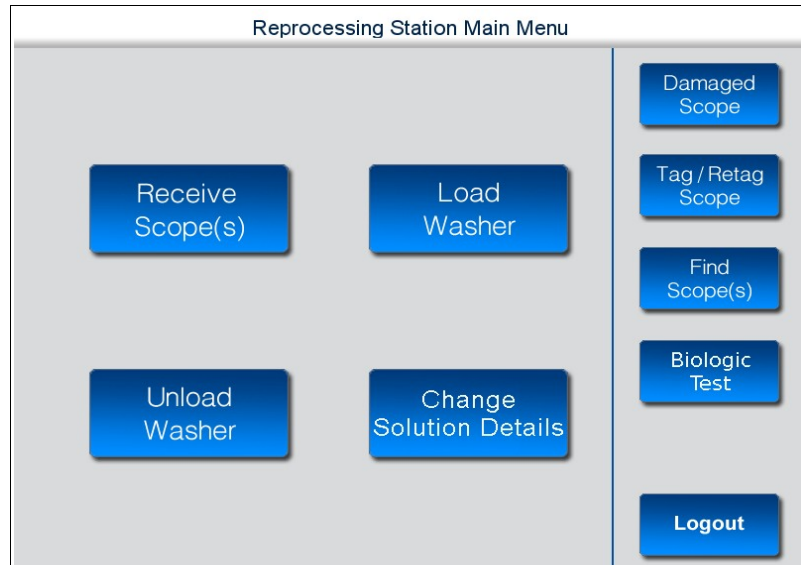 Reprocessing Station Main Menu
Receive
Scope(s)
Load
Washer
Unload
Washer
Change
Solution Details
Damaged
Scope
Tag / Retag
Scope
Find
Scope(s)
Biologic
Test
Logout